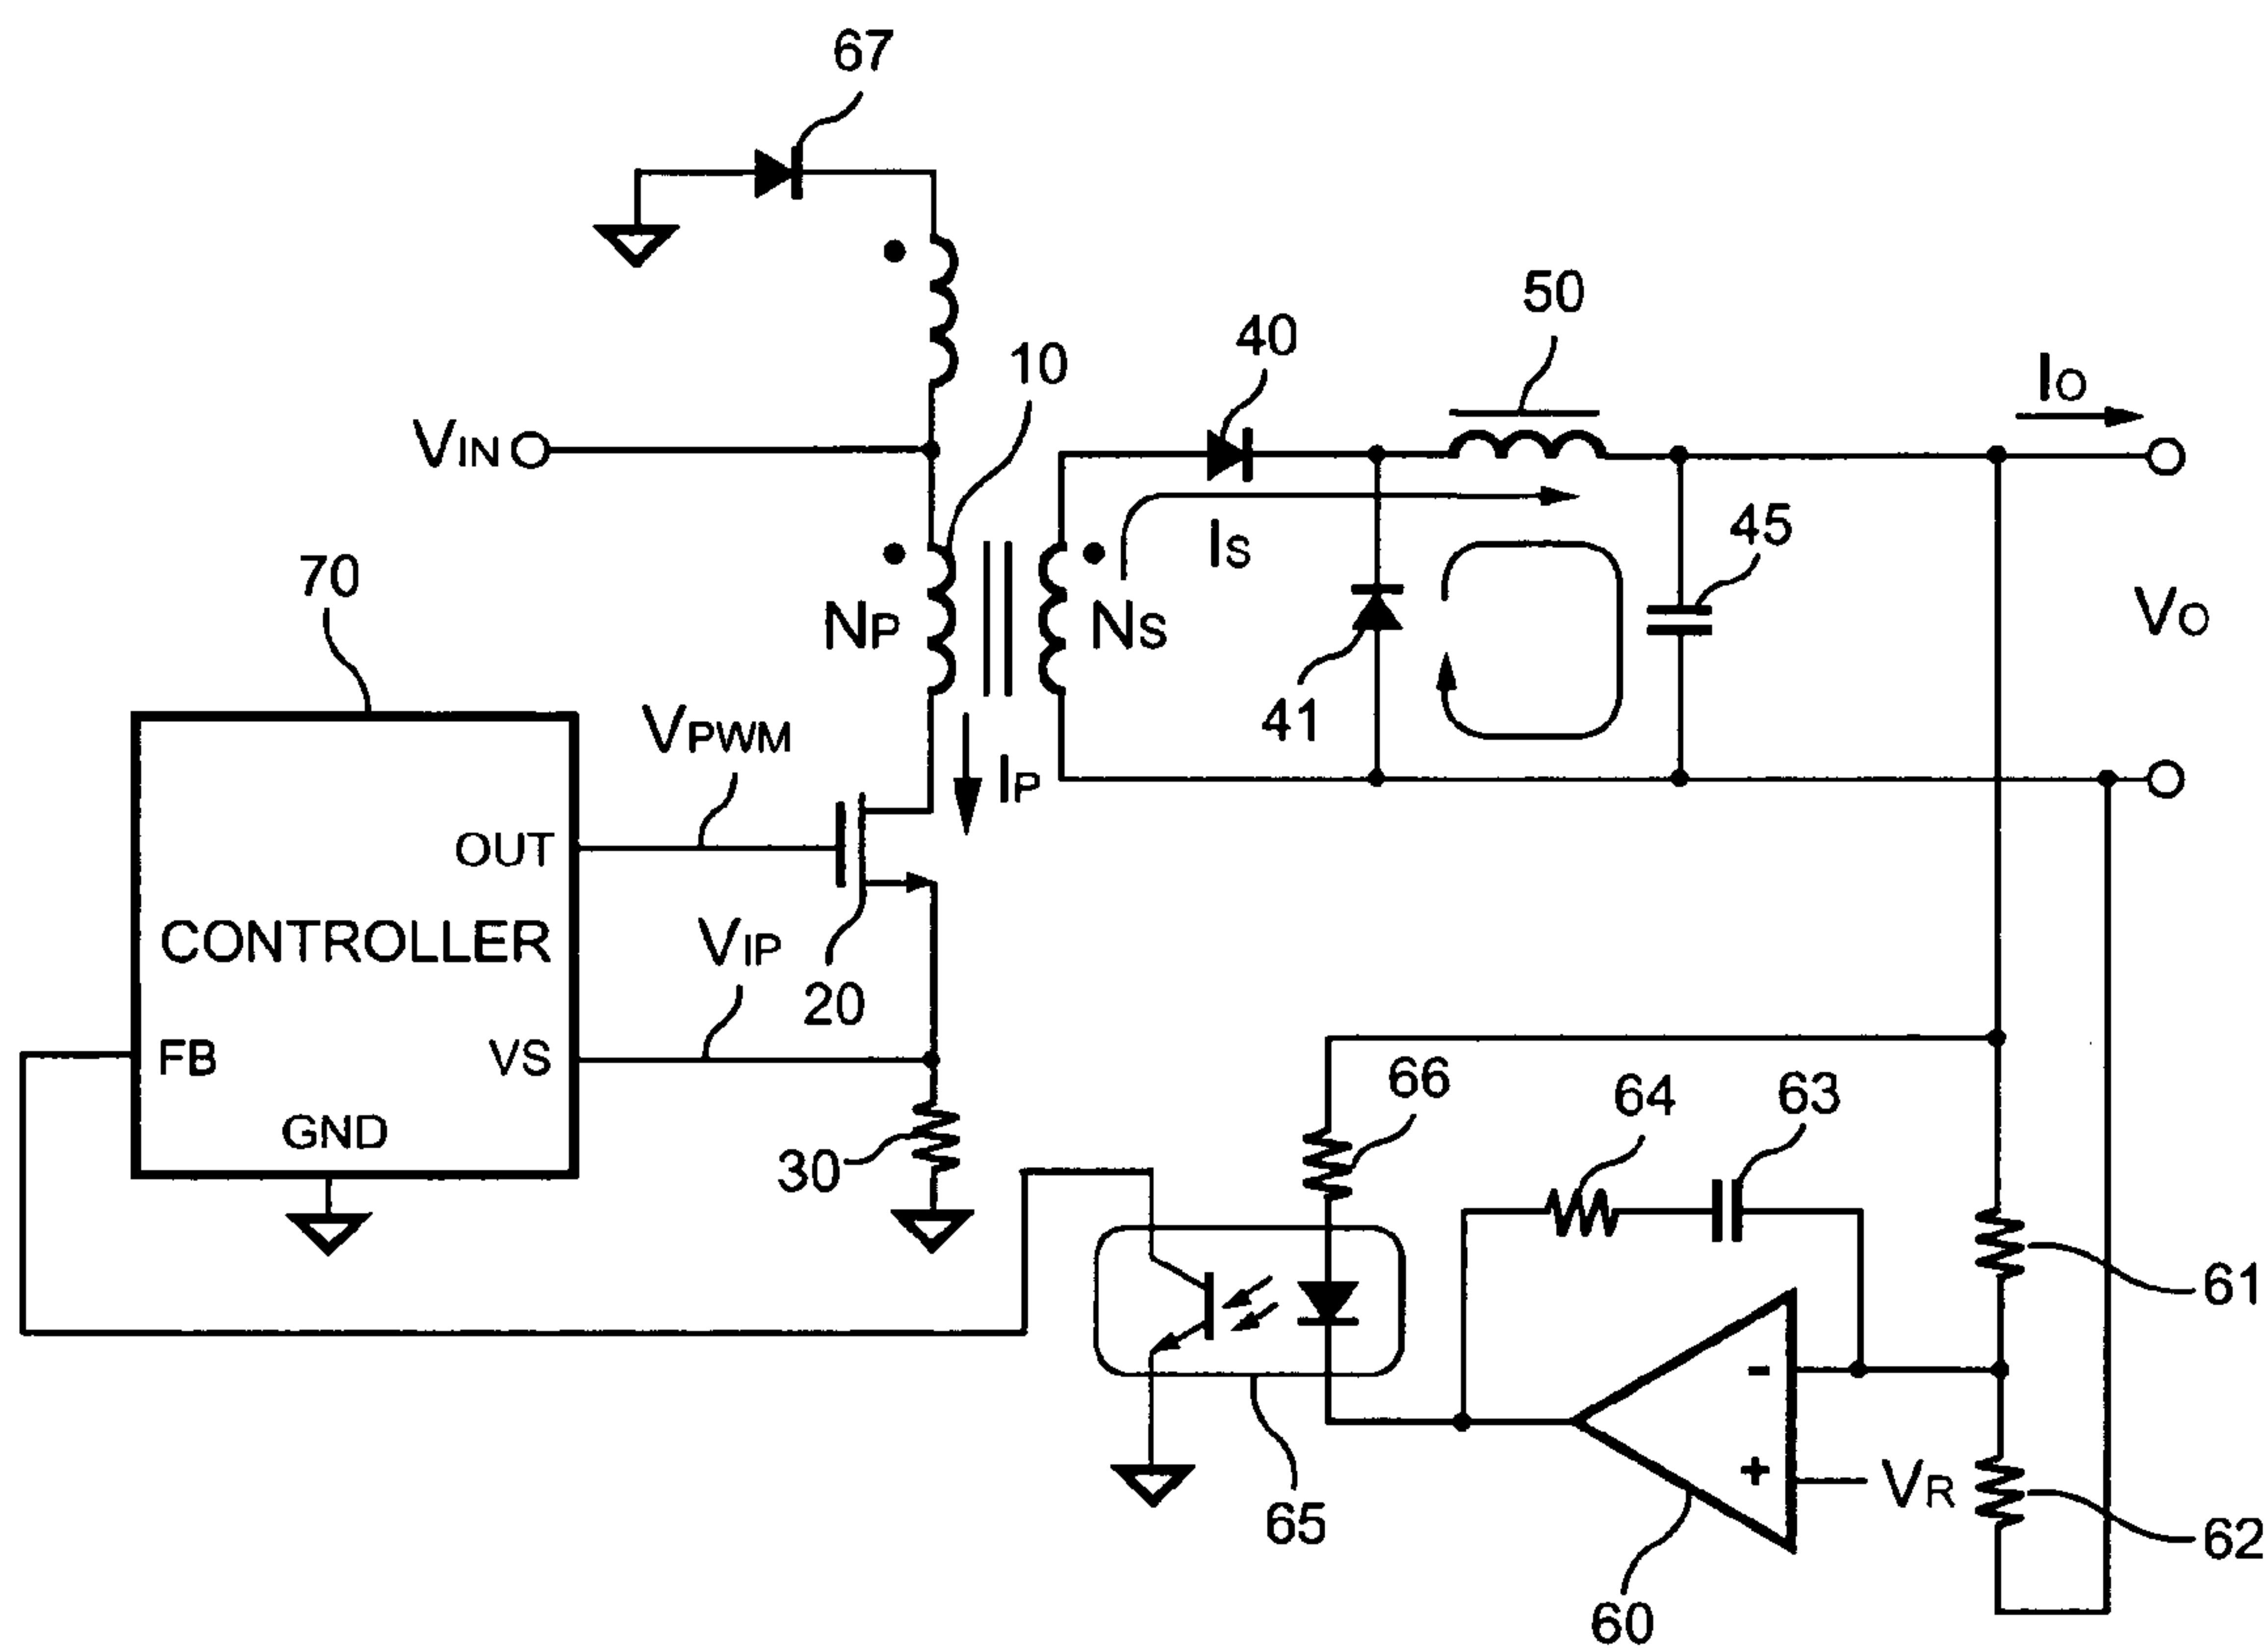 67
50
40
IO
10
VIN
IS
45
70
NP
NS
VO
41
VPWM
IP
OUT
CONTROLLER
VIP
20
FB
VS
66
64
63
GND
30
61
-
+
VR
65
62
60